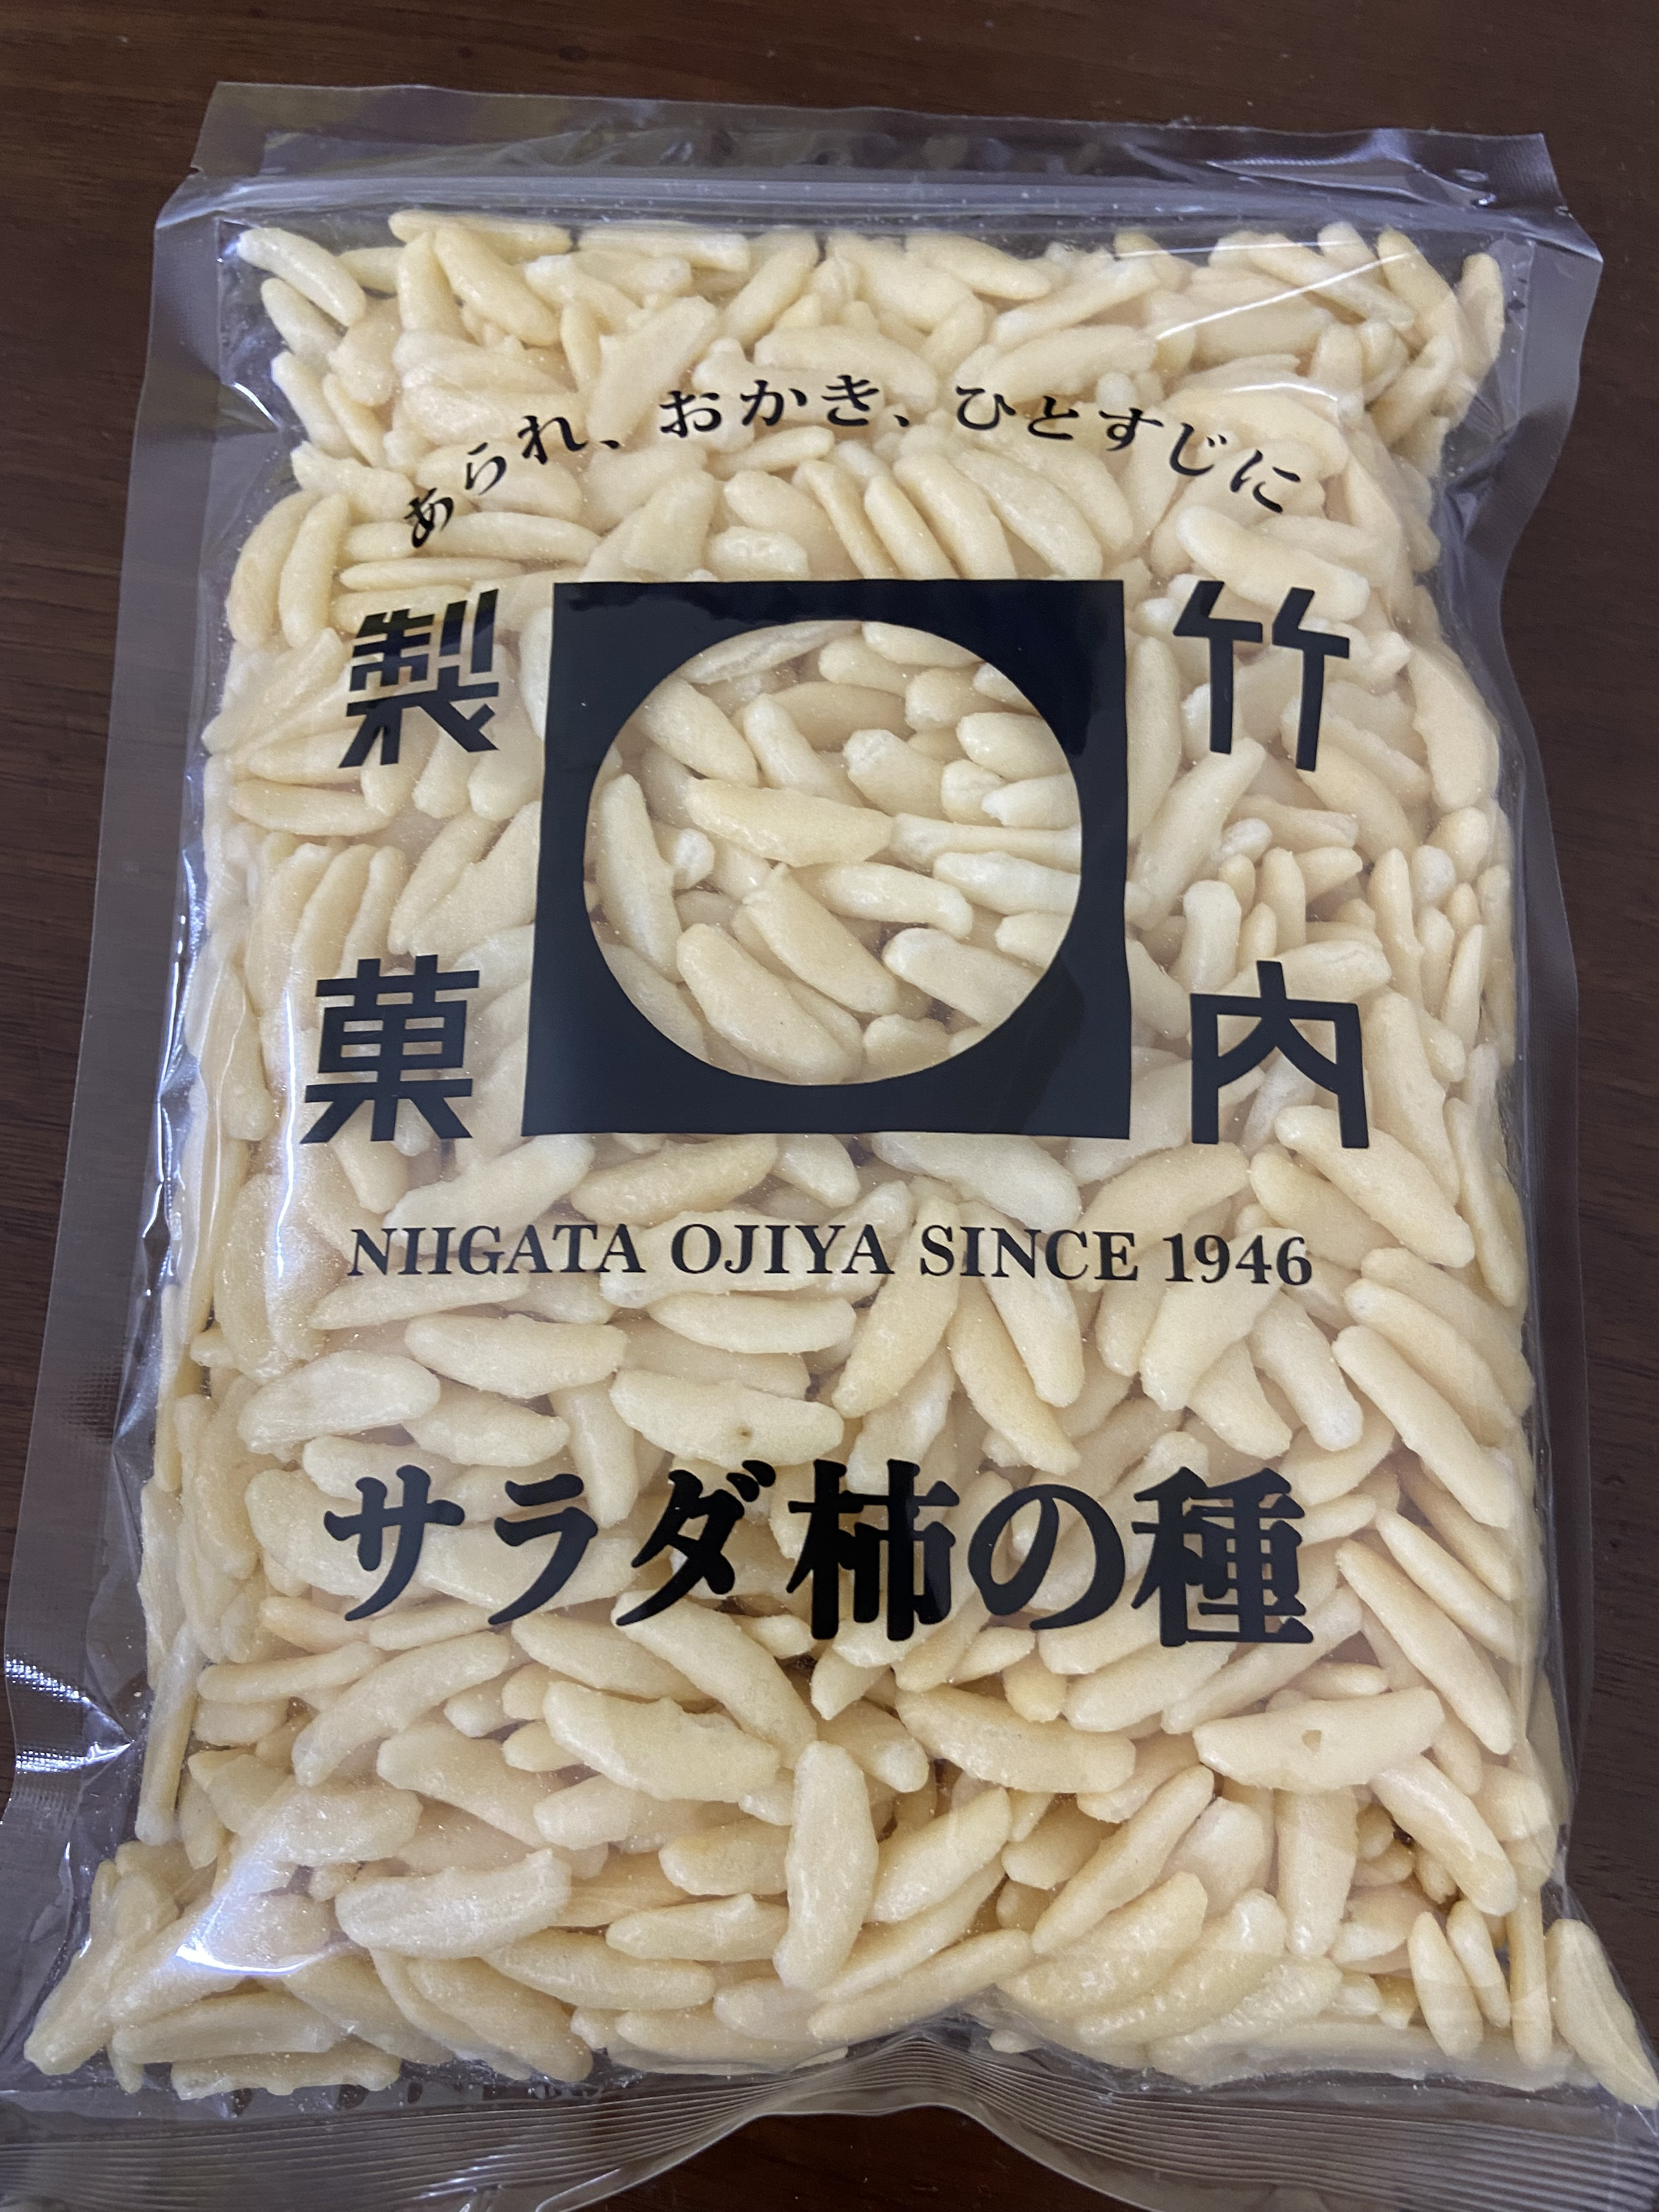 あられ、おかき、ひとすじに
竹内
製菓
NIIGATA OJIYA SINCE 1946
サラダ柿の種